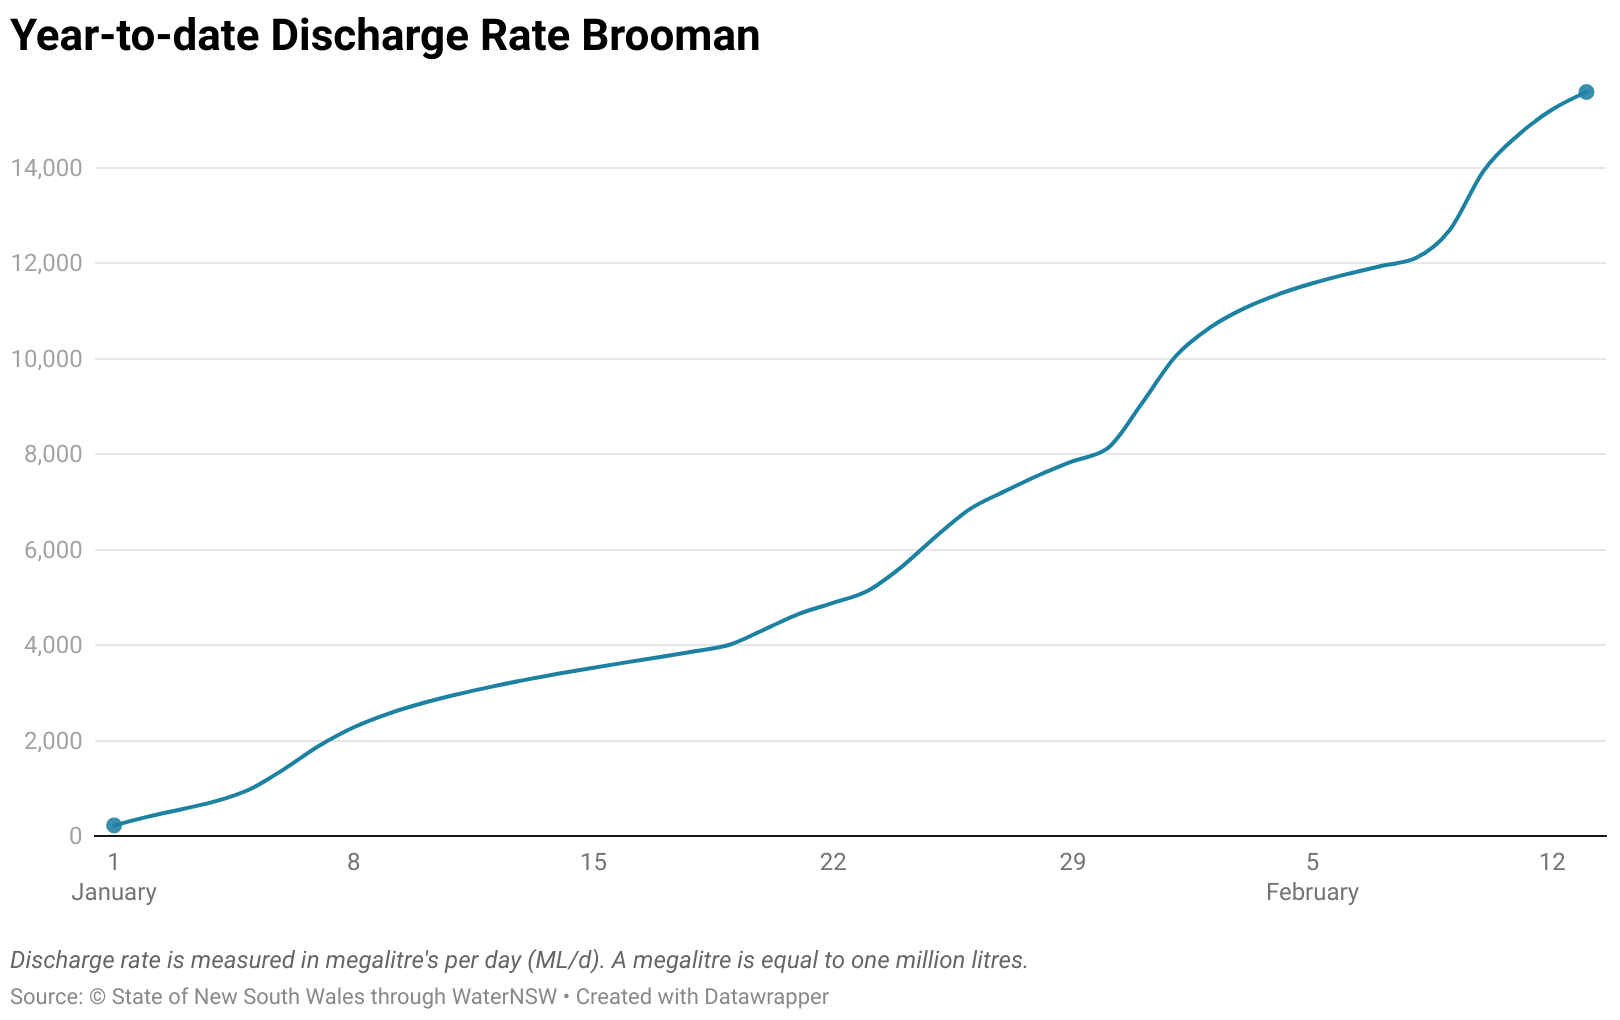 Year-to-date Discharge Rate Brooman
14,000
12,000
10,000
8,000
6,000
4,000
2,000
0
1 8 15 22 29 5 12
January February
Discharge rate is measured in megalitre's per day (ML/d). A megalitre is equal to one million litres.
Source: © State of New South Wales through WaterNSW • Created with Datawrapper